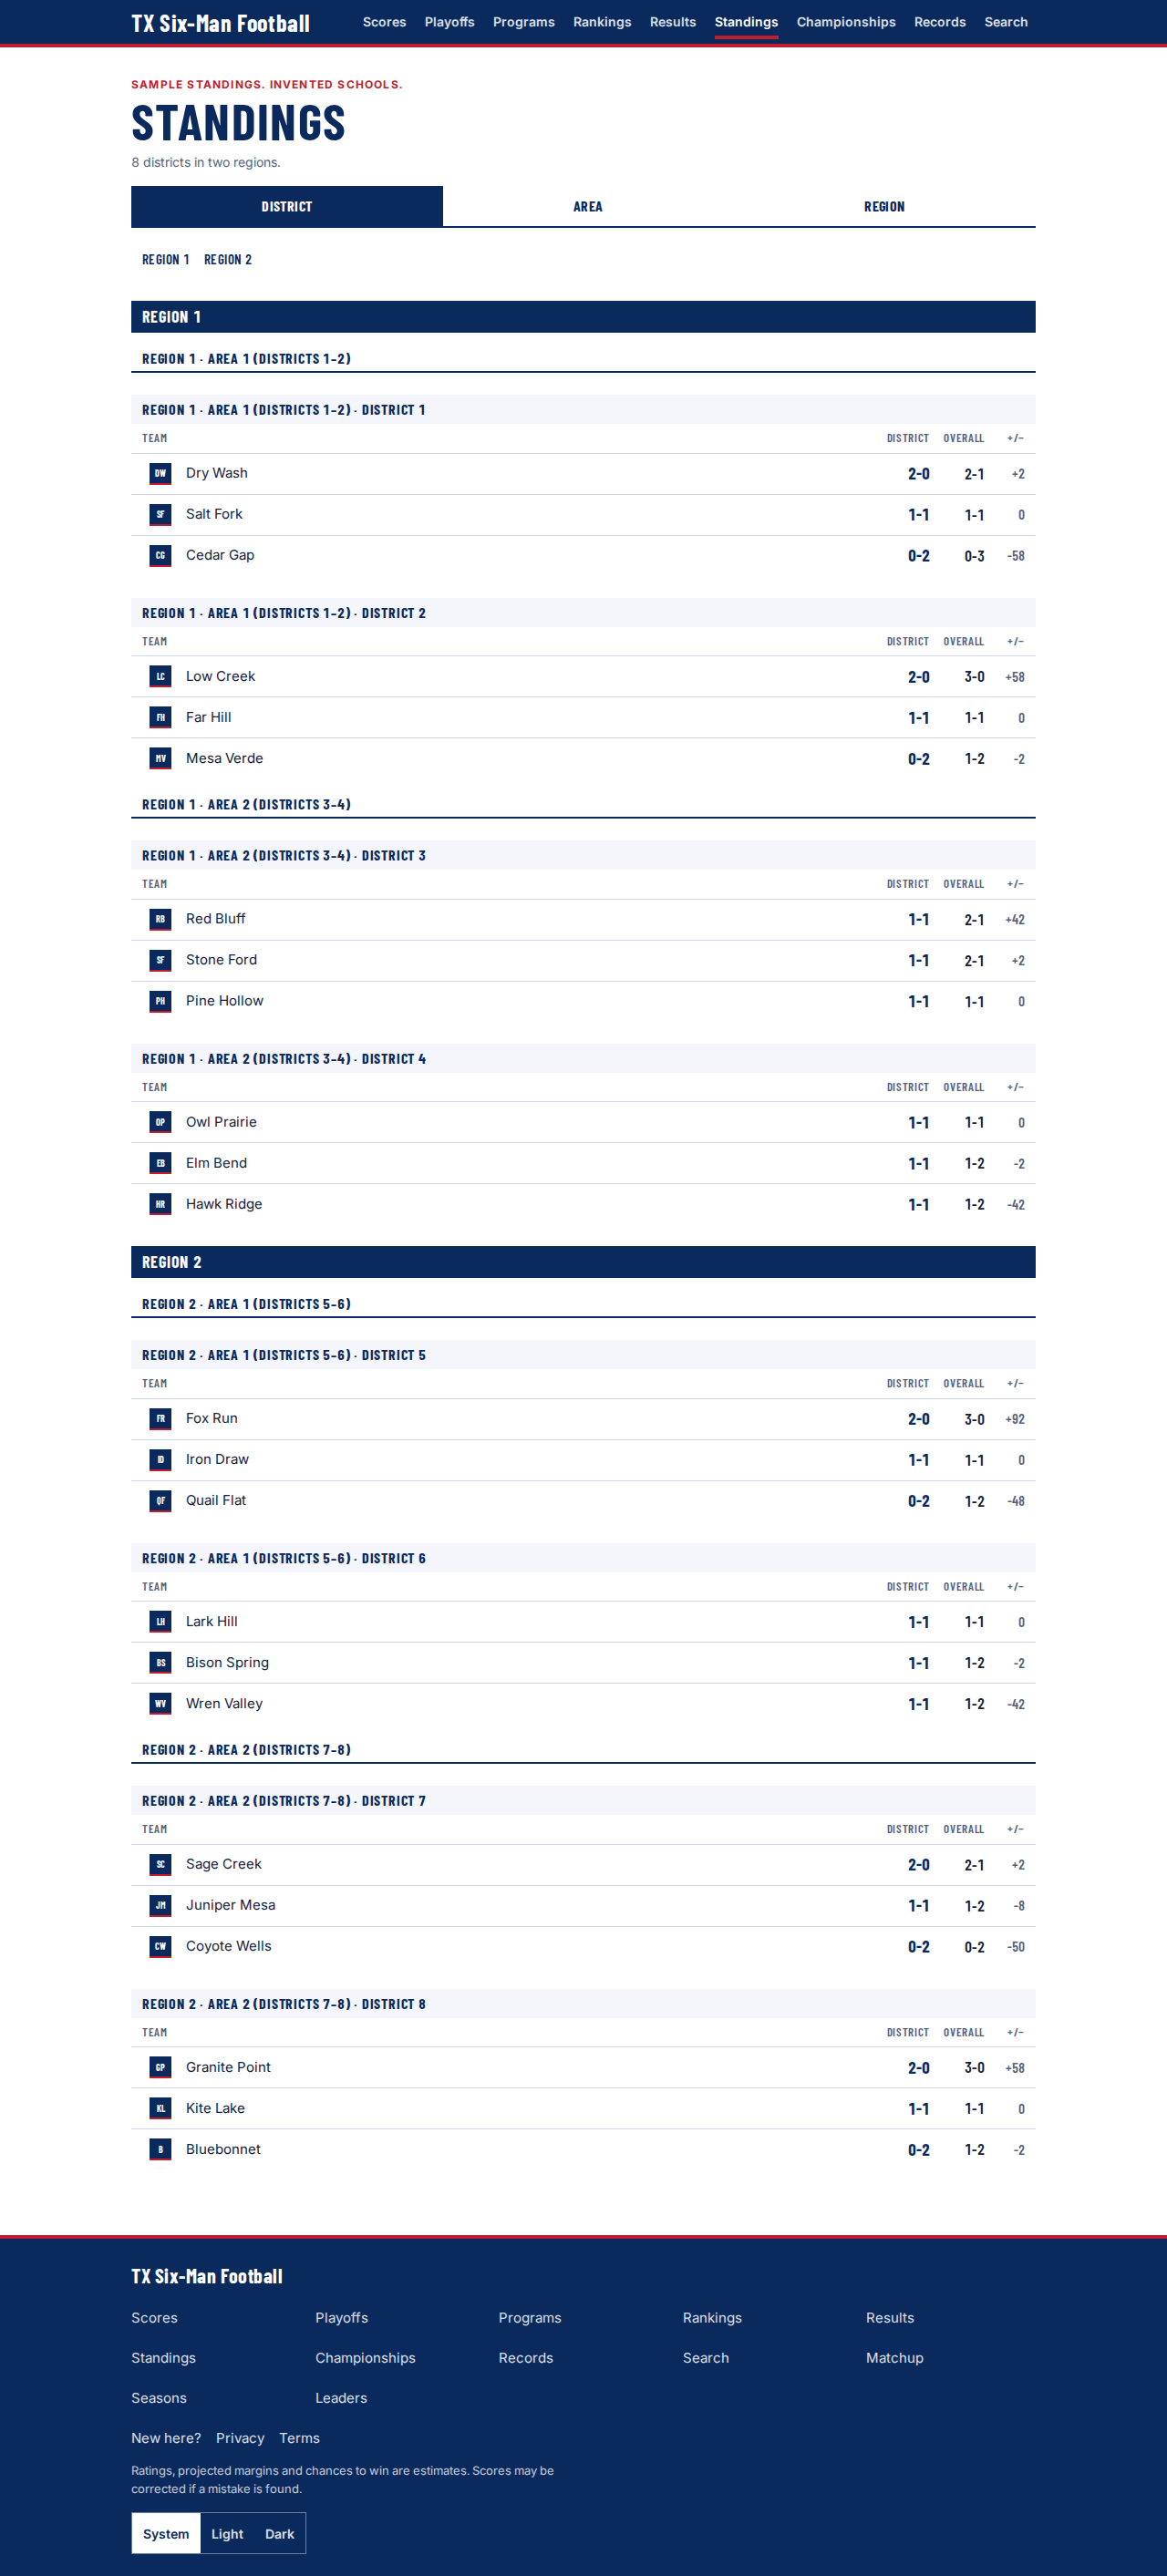 TX Six-Man Football Scores Playoffs Programs Rankings Results Standings Championships Records Search
SAMPLE STANDINGS. INVENTED SCHOOLS.
STANDINGS
8 districts in two regions.
DISTRICT AREA REGION
REGION 1 REGION 2
REGION 1
REGION 1 · AREA 1 (DISTRICTS 1–2)
REGION 1 · AREA 1 (DISTRICTS 1–2) · DISTRICT 1
TEAM DISTRICT OVERALL +/−
DW Dry Wash 2-0 2-1 +2
SF Salt Fork 1-1 1-1 0
CG Cedar Gap 0-2 0-3 -58
REGION 1 · AREA 1 (DISTRICTS 1–2) · DISTRICT 2
TEAM DISTRICT OVERALL +/−
LC Low Creek 2-0 3-0 +58
FH Far Hill 1-1 1-1 0
MV Mesa Verde 0-2 1-2 -2
REGION 1 · AREA 2 (DISTRICTS 3–4)
REGION 1 · AREA 2 (DISTRICTS 3–4) · DISTRICT 3
TEAM DISTRICT OVERALL +/−
RB Red Bluff 1-1 2-1 +42
SF Stone Ford 1-1 2-1 +2
PH Pine Hollow 1-1 1-1 0
REGION 1 · AREA 2 (DISTRICTS 3–4) · DISTRICT 4
TEAM DISTRICT OVERALL +/−
OP Owl Prairie 1-1 1-1 0
EB Elm Bend 1-1 1-2 -2
HR Hawk Ridge 1-1 1-2 -42
REGION 2
REGION 2 · AREA 1 (DISTRICTS 5–6)
REGION 2 · AREA 1 (DISTRICTS 5–6) · DISTRICT 5
TEAM DISTRICT OVERALL +/−
FR Fox Run 2-0 3-0 +92
ID Iron Draw 1-1 1-1 0
QF Quail Flat 0-2 1-2 -48
REGION 2 · AREA 1 (DISTRICTS 5–6) · DISTRICT 6
TEAM DISTRICT OVERALL +/−
LH Lark Hill 1-1 1-1 0
BS Bison Spring 1-1 1-2 -2
WV Wren Valley 1-1 1-2 -42
REGION 2 · AREA 2 (DISTRICTS 7–8)
REGION 2 · AREA 2 (DISTRICTS 7–8) · DISTRICT 7
TEAM DISTRICT OVERALL +/−
SC Sage Creek 2-0 2-1 +2
JM Juniper Mesa 1-1 1-2 -8
CW Coyote Wells 0-2 0-2 -50
REGION 2 · AREA 2 (DISTRICTS 7–8) · DISTRICT 8
TEAM DISTRICT OVERALL +/−
GP Granite Point 2-0 3-0 +58
KL Kite Lake 1-1 1-1 0
B Bluebonnet 0-2 1-2 -2
TX Six-Man Football
Scores Playoffs Programs Rankings Results
Standings Championships Records Search Matchup
Seasons Leaders
New here? Privacy Terms
Ratings, projected margins and chances to win are estimates. Scores may be
corrected if a mistake is found.
System Light Dark